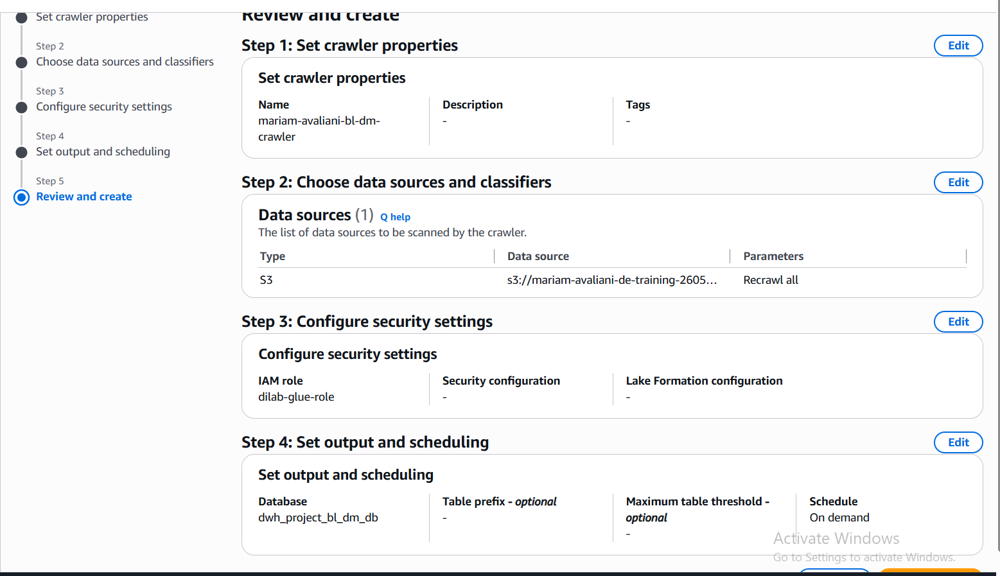 Set crawler properties
Step 2
Choose data sources and classifiers
Step 3
Configure security settings
Step 4
Set output and scheduling
Step 5
Review and create
Review and create
Step 1: Set crawler properties
Edit
Set crawler properties
Name
mariam-avaliani-bl-dm-
crawler
Description
-
Tags
-
Step 2: Choose data sources and classifiers
Edit
Data sources (1) Q help
The list of data sources to be scanned by the crawler.
Type
Data source
Parameters
S3
s3://mariam-avaliani-de-training-2605...
Recrawl all
Step 3: Configure security settings
Edit
Configure security settings
IAM role
dilab-glue-role
Security configuration
-
Lake Formation configuration
-
Step 4: Set output and scheduling
Edit
Set output and scheduling
Database
dwh_project_bl_dm_db
Table prefix - optional
-
Maximum table threshold -
optional
-
Schedule
On demand
Activate Windows
Go to Settings to activate Windows.